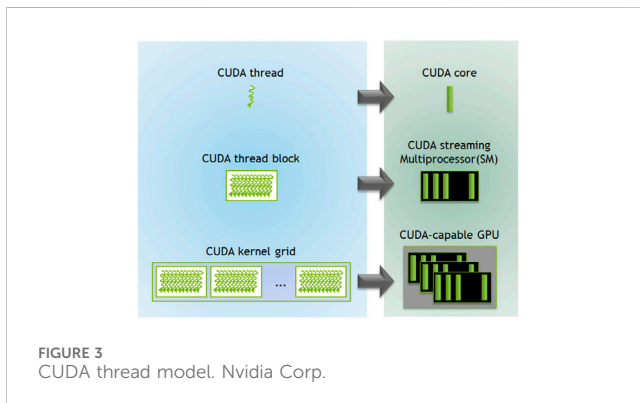 CUDA thread
CUDA core
CUDA thread block
CUDA streaming
Multiprocessor(SM)
CUDA kernel grid
CUDA-capable GPU
...
FIGURE 3
CUDA thread model. Nvidia Corp.